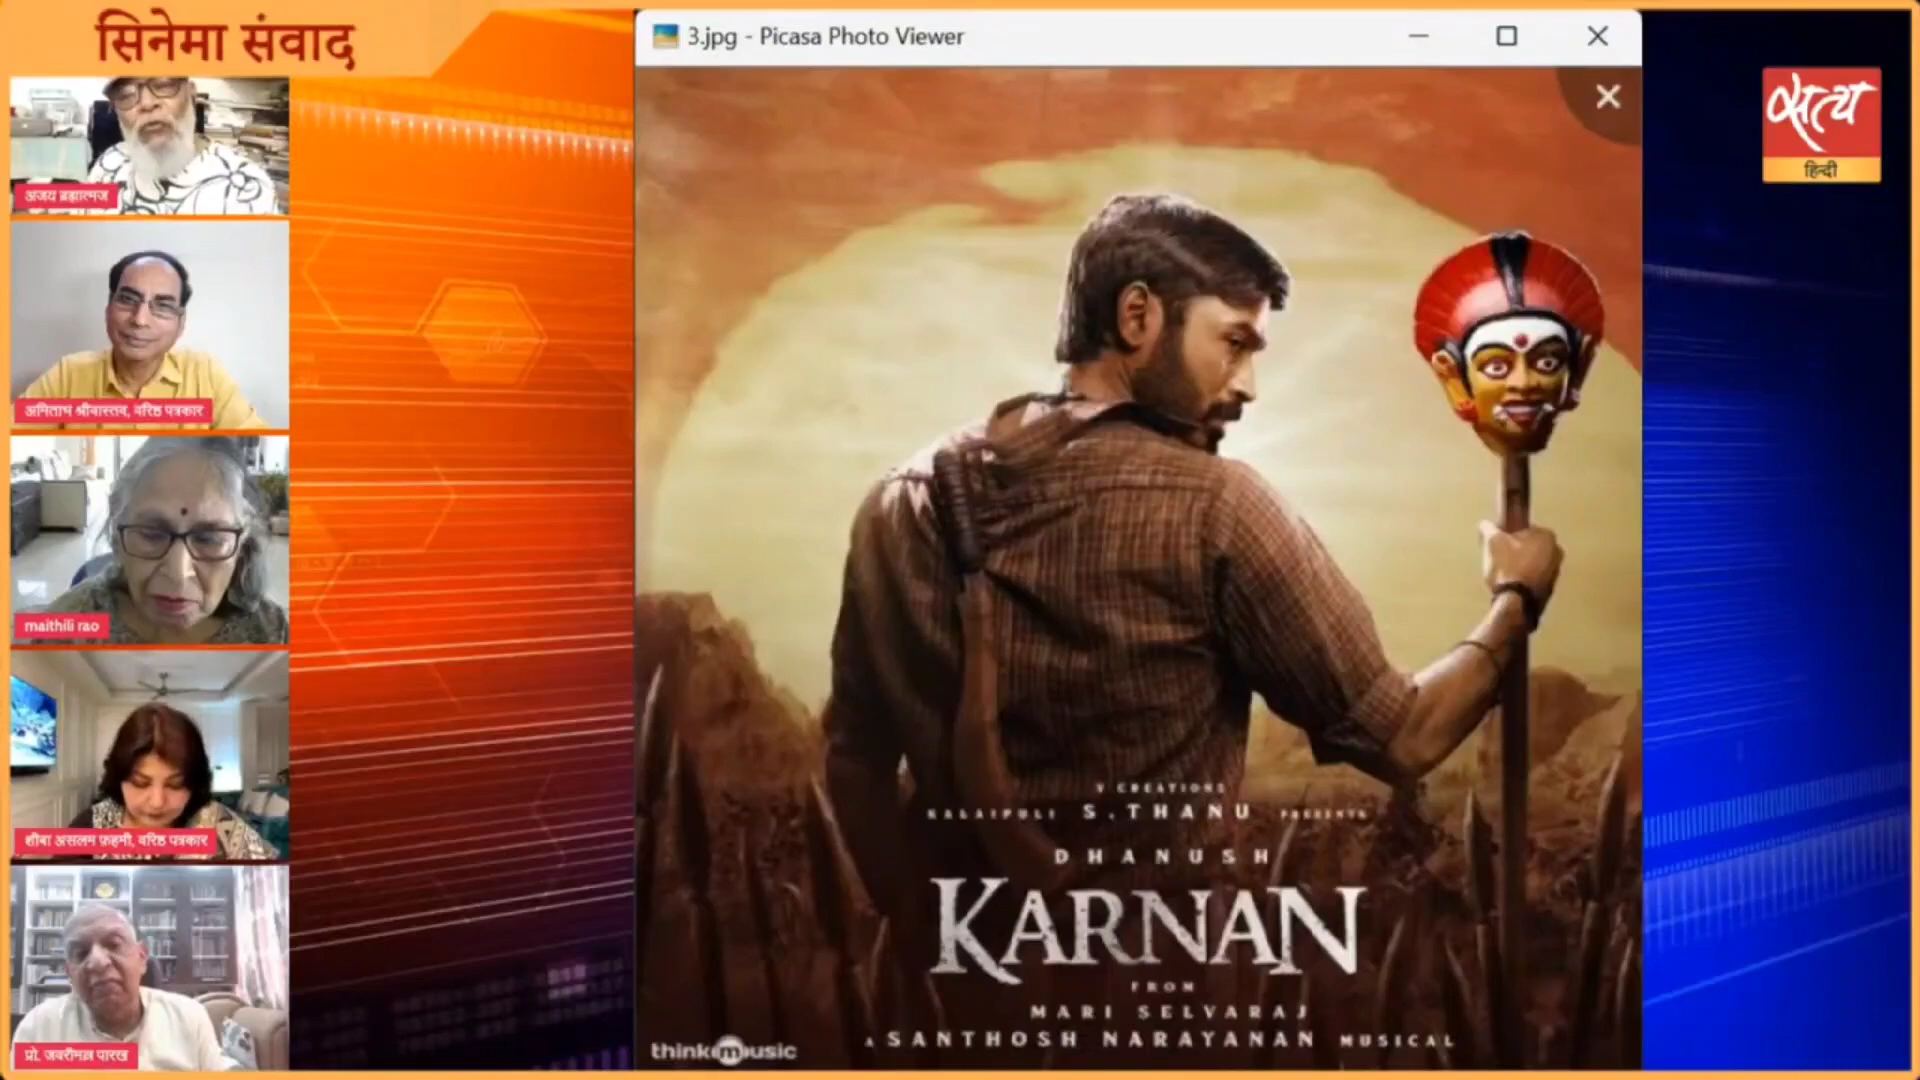 सिनेमा संवाद
अजय ब्रह्मात्मज
अमिताभ श्रीवास्तव, वरिष्ठ पत्रकार
maithili rao
शीबा असलम फ़हमी, वरिष्ठ पत्रकार
प्रो. जवरीमल्ल पारख
3.jpg - Picasa Photo Viewer
V CREATIONS
KALAIPULI S. THANU PRESENTS
DHANUSH
KARNAN
FROM
MARI SELVARAJ
A SANTHOSH NARAYANAN MUSICAL
think music
सत्य
हिन्दी